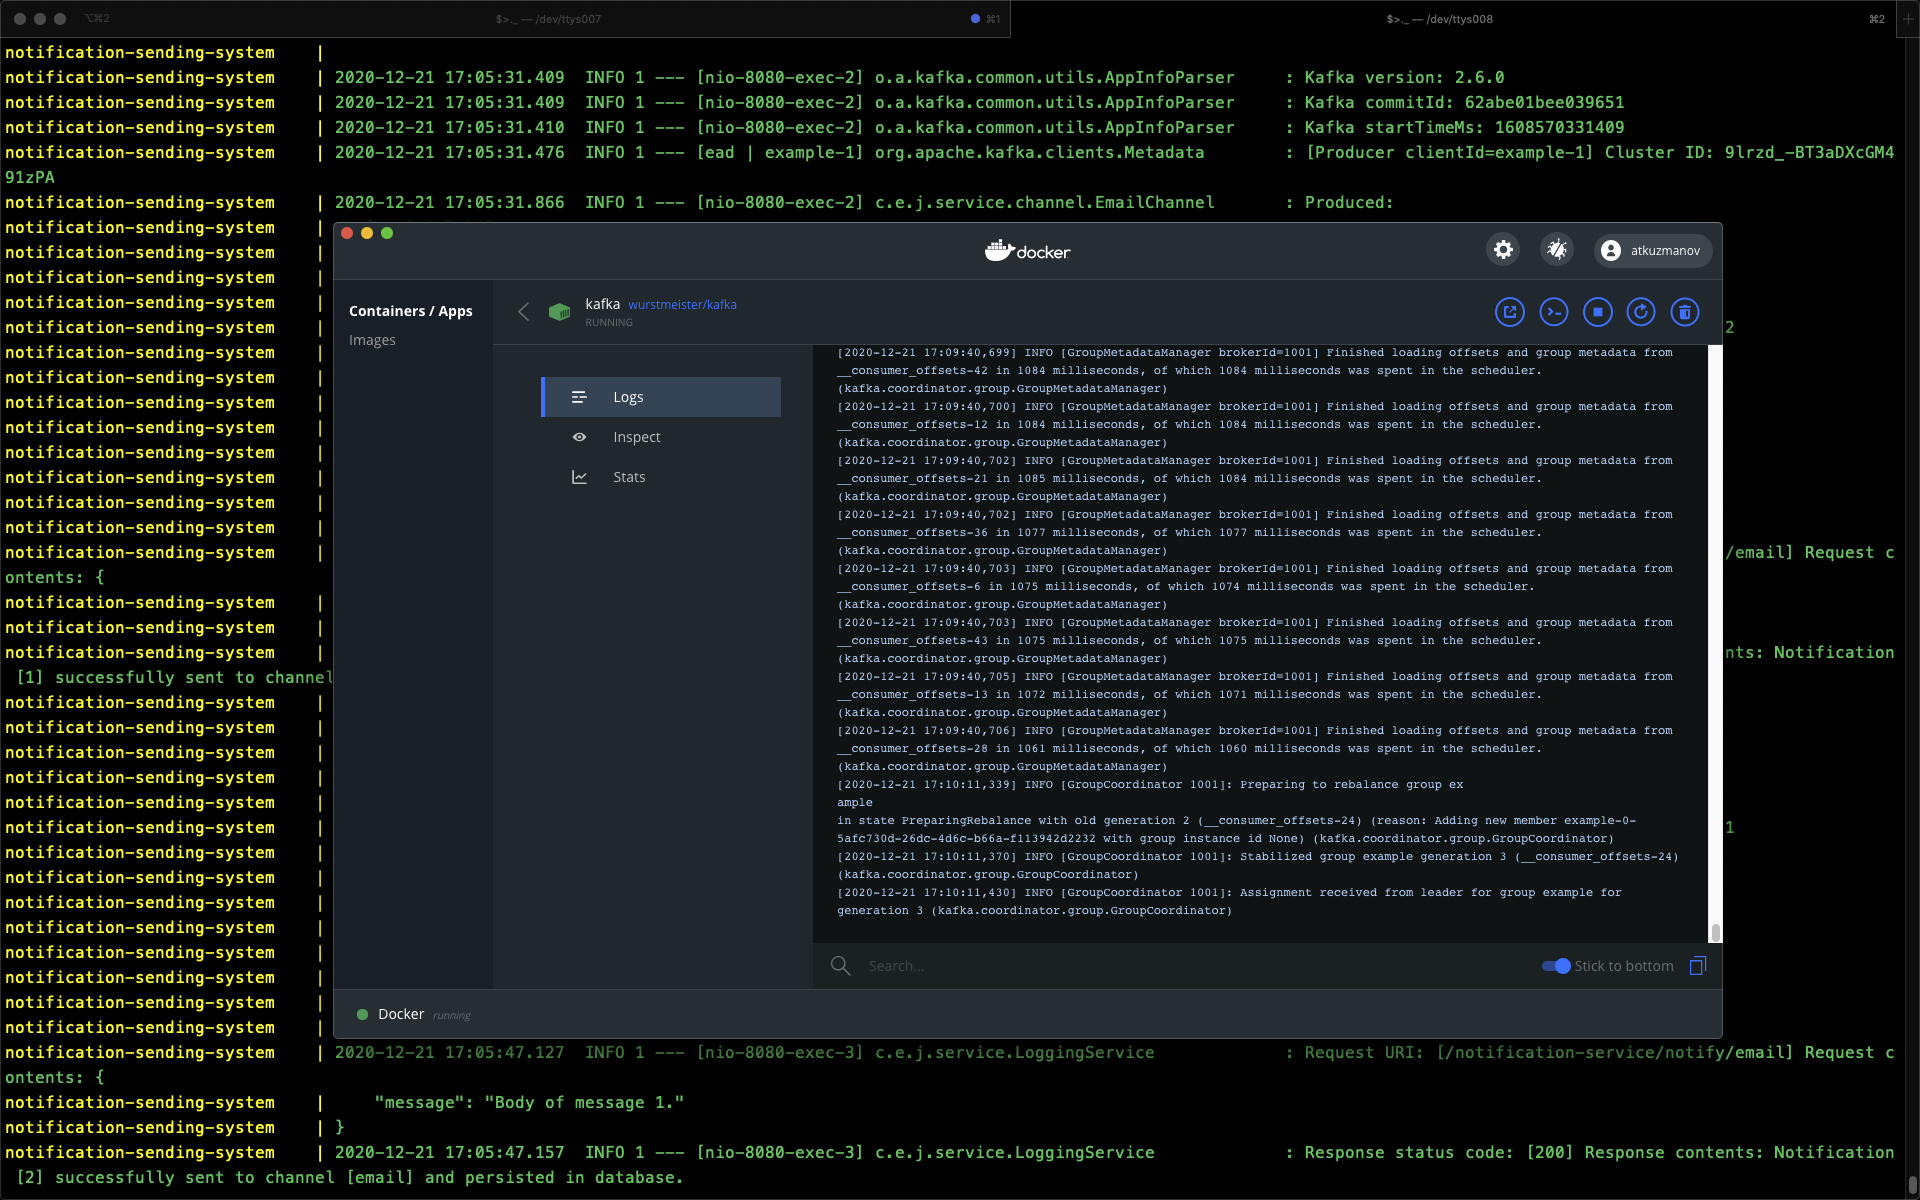 ⌥⌘2 $>._ — /dev/ttys007 ⌘1 $>._ — /dev/ttys008 ⌘2 +
notification-sending-system |
notification-sending-system | 2020-12-21 17:05:31.409 INFO 1 --- [nio-8080-exec-2] o.a.kafka.common.utils.AppInfoParser : Kafka version: 2.6.0
notification-sending-system | 2020-12-21 17:05:31.409 INFO 1 --- [nio-8080-exec-2] o.a.kafka.common.utils.AppInfoParser : Kafka commitId: 62abe01bee039651
notification-sending-system | 2020-12-21 17:05:31.410 INFO 1 --- [nio-8080-exec-2] o.a.kafka.common.utils.AppInfoParser : Kafka startTimeMs: 1608570331409
notification-sending-system | 2020-12-21 17:05:31.476 INFO 1 --- [ead | example-1] org.apache.kafka.clients.Metadata : [Producer clientId=example-1] Cluster ID: 9lrzd_-BT3aDXcGM4
91zPA
notification-sending-system | 2020-12-21 17:05:31.866 INFO 1 --- [nio-8080-exec-2] c.e.j.service.channel.EmailChannel : Produced:
notification-sending-system |
notification-sending-system |
notification-sending-system |
notification-sending-system |
notification-sending-system | 2
notification-sending-system |
notification-sending-system |
notification-sending-system |
notification-sending-system |
notification-sending-system |
notification-sending-system |
notification-sending-system |
notification-sending-system |
notification-sending-system | /email] Request c
ontents: {
notification-sending-system |
notification-sending-system |
notification-sending-system | nts: Notification
[1] successfully sent to channel
notification-sending-system |
notification-sending-system |
notification-sending-system |
notification-sending-system |
notification-sending-system |
notification-sending-system | 1
notification-sending-system |
notification-sending-system |
notification-sending-system |
notification-sending-system |
notification-sending-system |
notification-sending-system |
notification-sending-system |
notification-sending-system |
docker
atkuzmanov
Containers / Apps
Images
kafka wurstmeister/kafka
RUNNING
Logs
Inspect
Stats
[2020-12-21 17:09:40,699] INFO [GroupMetadataManager brokerId=1001] Finished loading offsets and group metadata from
__consumer_offsets-42 in 1084 milliseconds, of which 1084 milliseconds was spent in the scheduler.
(kafka.coordinator.group.GroupMetadataManager)
[2020-12-21 17:09:40,700] INFO [GroupMetadataManager brokerId=1001] Finished loading offsets and group metadata from
__consumer_offsets-12 in 1084 milliseconds, of which 1084 milliseconds was spent in the scheduler.
(kafka.coordinator.group.GroupMetadataManager)
[2020-12-21 17:09:40,702] INFO [GroupMetadataManager brokerId=1001] Finished loading offsets and group metadata from
__consumer_offsets-21 in 1085 milliseconds, of which 1084 milliseconds was spent in the scheduler.
(kafka.coordinator.group.GroupMetadataManager)
[2020-12-21 17:09:40,702] INFO [GroupMetadataManager brokerId=1001] Finished loading offsets and group metadata from
__consumer_offsets-36 in 1077 milliseconds, of which 1077 milliseconds was spent in the scheduler.
(kafka.coordinator.group.GroupMetadataManager)
[2020-12-21 17:09:40,703] INFO [GroupMetadataManager brokerId=1001] Finished loading offsets and group metadata from
__consumer_offsets-6 in 1075 milliseconds, of which 1074 milliseconds was spent in the scheduler.
(kafka.coordinator.group.GroupMetadataManager)
[2020-12-21 17:09:40,703] INFO [GroupMetadataManager brokerId=1001] Finished loading offsets and group metadata from
__consumer_offsets-43 in 1075 milliseconds, of which 1075 milliseconds was spent in the scheduler.
(kafka.coordinator.group.GroupMetadataManager)
[2020-12-21 17:09:40,705] INFO [GroupMetadataManager brokerId=1001] Finished loading offsets and group metadata from
__consumer_offsets-13 in 1072 milliseconds, of which 1071 milliseconds was spent in the scheduler.
(kafka.coordinator.group.GroupMetadataManager)
[2020-12-21 17:09:40,706] INFO [GroupMetadataManager brokerId=1001] Finished loading offsets and group metadata from
__consumer_offsets-28 in 1061 milliseconds, of which 1060 milliseconds was spent in the scheduler.
(kafka.coordinator.group.GroupMetadataManager)
[2020-12-21 17:10:11,339] INFO [GroupCoordinator 1001]: Preparing to rebalance group ex
ample
in state PreparingRebalance with old generation 2 (__consumer_offsets-24) (reason: Adding new member example-0-
5afc730d-26dc-4d6c-b66a-f113942d2232 with group instance id None) (kafka.coordinator.group.GroupCoordinator)
[2020-12-21 17:10:11,370] INFO [GroupCoordinator 1001]: Stabilized group example generation 3 (__consumer_offsets-24)
(kafka.coordinator.group.GroupCoordinator)
[2020-12-21 17:10:11,430] INFO [GroupCoordinator 1001]: Assignment received from leader for group example for
generation 3 (kafka.coordinator.group.GroupCoordinator)
Search...
Stick to bottom
Docker running
notification-sending-system | 2020-12-21 17:05:47.127 INFO 1 --- [nio-8080-exec-3] c.e.j.service.LoggingService : Request URI: [/notification-service/notify/email] Request c
ontents: {
notification-sending-system | "message": "Body of message 1."
notification-sending-system | }
notification-sending-system | 2020-12-21 17:05:47.157 INFO 1 --- [nio-8080-exec-3] c.e.j.service.LoggingService : Response status code: [200] Response contents: Notification
[2] successfully sent to channel [email] and persisted in database.